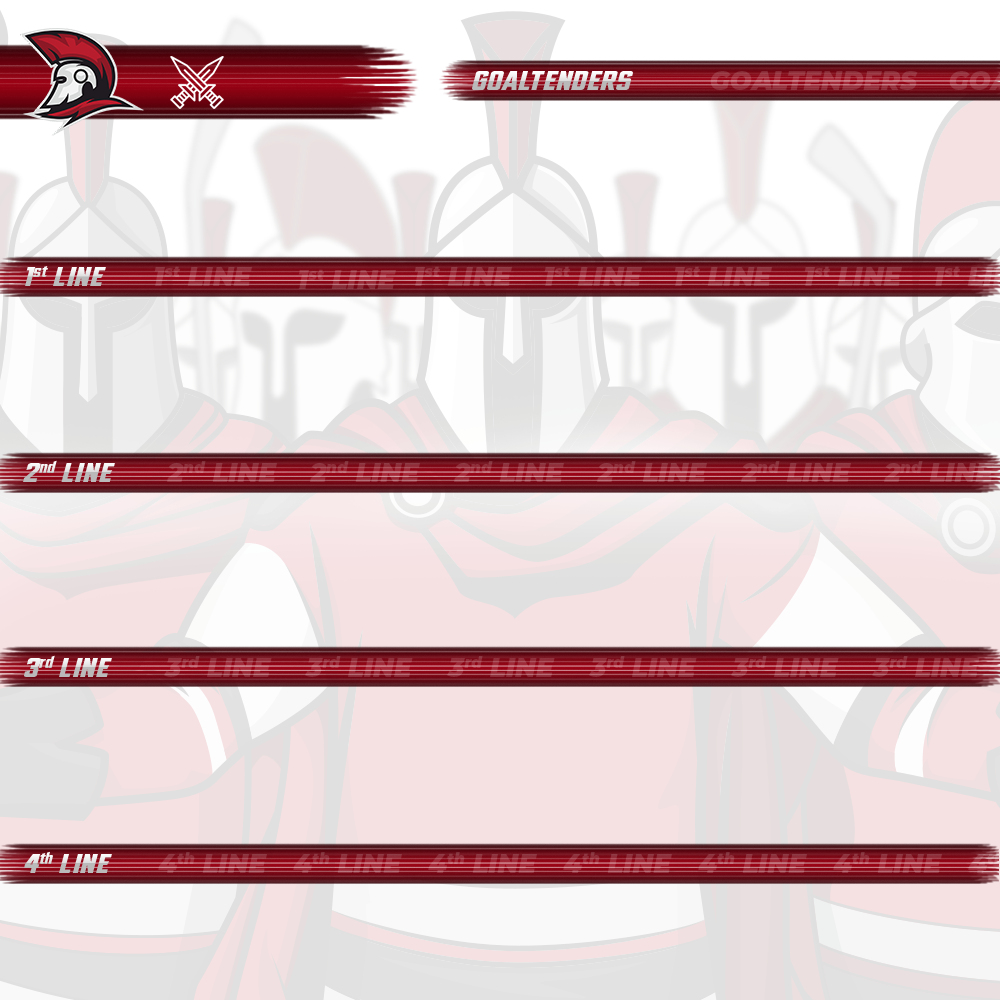 GOALTENDERS GOALTENDERS GOA
1st LINE 1st LINE 1st LINE 1st LINE 1st LINE 1st LINE 1st LINE 1st L
2nd LINE 2nd LINE 2nd LINE 2nd LINE 2nd LINE 2nd LINE 2nd LIN
3rd LINE 3rd LINE 3rd LINE 3rd LINE 3rd LINE 3rd LINE 3rd LINE
4th LINE 4th LINE 4th LINE 4th LINE 4th LINE 4th LINE 4th LINE 4